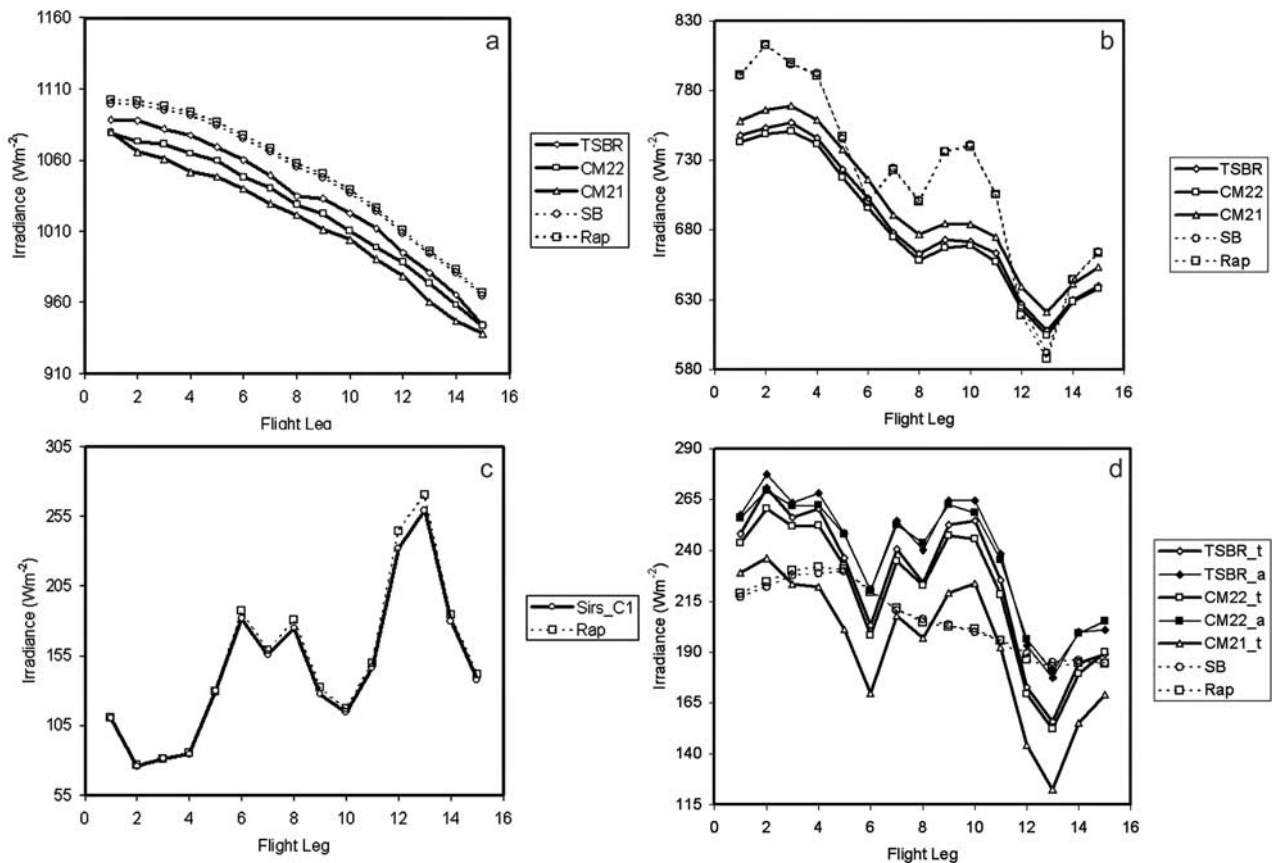 a
1160
1110
1060
1010
960
910
Irradiance (Wm⁻²)
0 2 4 6 8 10 12 14 16
Flight Leg
TSBR
CM22
CM21
SB
Rap
b
830
780
730
680
630
580
Irradiance (Wm⁻²)
0 2 4 6 8 10 12 14 16
Flight Leg
TSBR
CM22
CM21
SB
Rap
c
305
255
205
155
105
55
Irradiance (Wm⁻²)
0 2 4 6 8 10 12 14 16
Flight Leg
Sirs_C1
Rap
d
290
265
240
215
190
165
140
115
Irradiance (Wm⁻²)
0 2 4 6 8 10 12 14 16
Flight Leg
TSBR_t
TSBR_a
CM22_t
CM22_a
CM21_t
SB
Rap